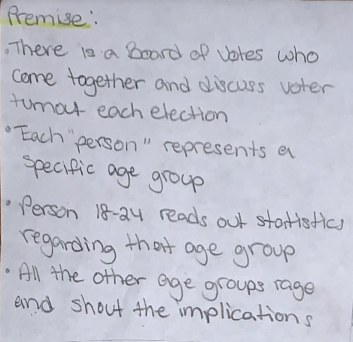 Premise:
• There is a Board of Votes who
come together and discuss voter
turnout each election
• Each "person" represents a
specific age group
• Person 18-24 reads out statistics
regarding that age group
• All the other age groups rage
and shout the implications